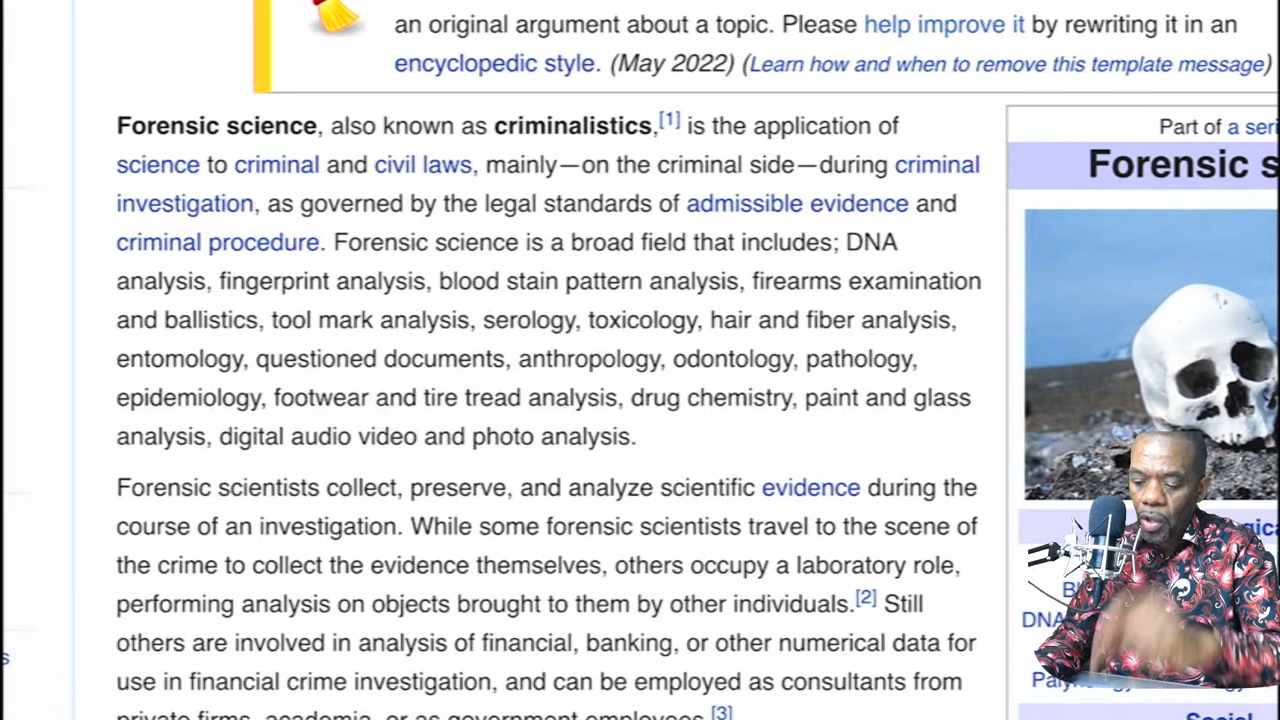 an original argument about a topic. Please help improve it by rewriting it in an
encyclopedic style. (May 2022) (Learn how and when to remove this template message)
Forensic science, also known as criminalistics,[1] is the application of
science to criminal and civil laws, mainly—on the criminal side—during criminal
investigation, as governed by the legal standards of admissible evidence and
criminal procedure. Forensic science is a broad field that includes; DNA
analysis, fingerprint analysis, blood stain pattern analysis, firearms examination
and ballistics, tool mark analysis, serology, toxicology, hair and fiber analysis,
entomology, questioned documents, anthropology, odontology, pathology,
epidemiology, footwear and tire tread analysis, drug chemistry, paint and glass
analysis, digital audio video and photo analysis.
Forensic scientists collect, preserve, and analyze scientific evidence during the
course of an investigation. While some forensic scientists travel to the scene of
the crime to collect the evidence themselves, others occupy a laboratory role,
performing analysis on objects brought to them by other individuals.[2] Still
others are involved in analysis of financial, banking, or other numerical data for
use in financial crime investigation, and can be employed as consultants from
private firms, academia, or as government employees.[3]
s
Part of a seri
Forensic s
DNA
Social